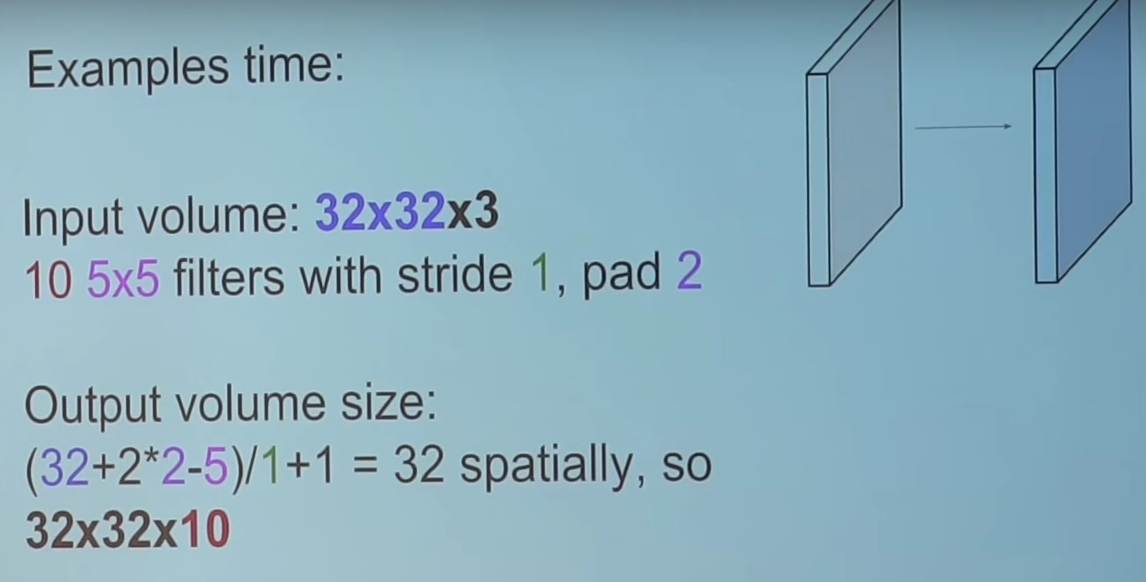 Examples time:
Input volume: 32x32x3
10 5x5 filters with stride 1, pad 2
Output volume size:
(32+2*2-5)/1+1 = 32 spatially, so
32x32x10